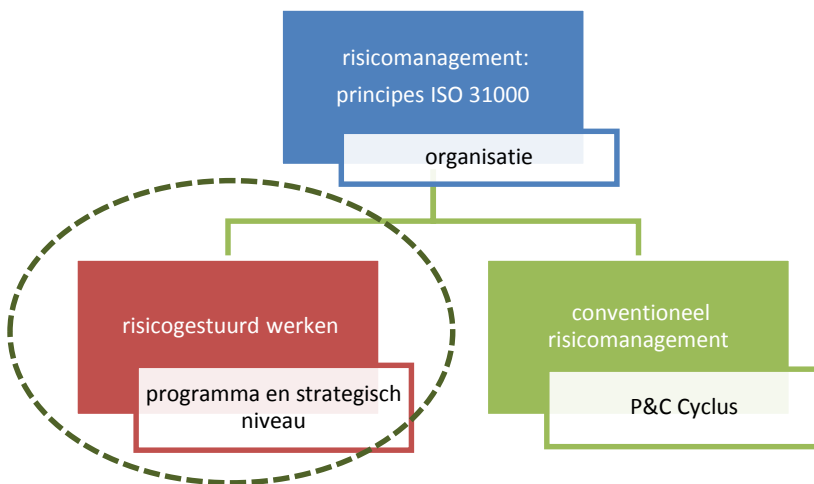 risicomanagement:
principes ISO 31000
organisatie
risicogestuurd werken
programma en strategisch
niveau
conventioneel
risicomanagement
P&C Cyclus